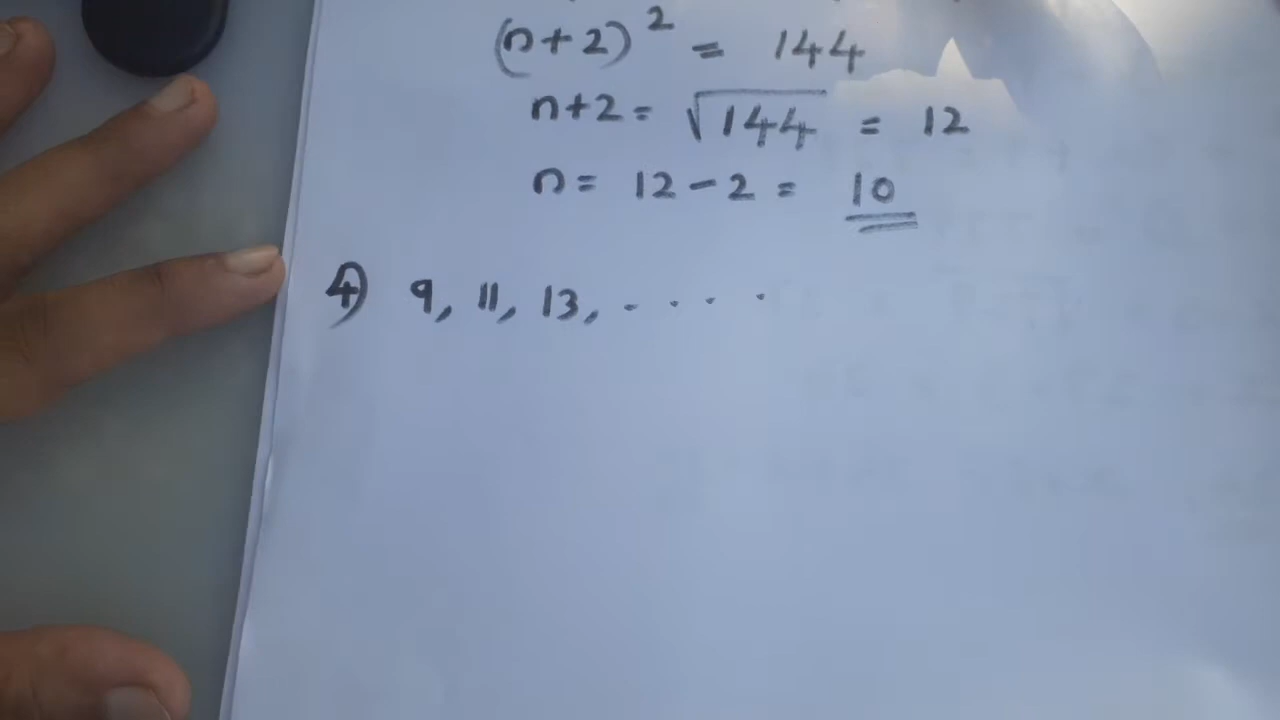 (n+2)² = 144
n+2 = √144 = 12
n = 12 - 2 = 10
4) 9, 11, 13, - . . .